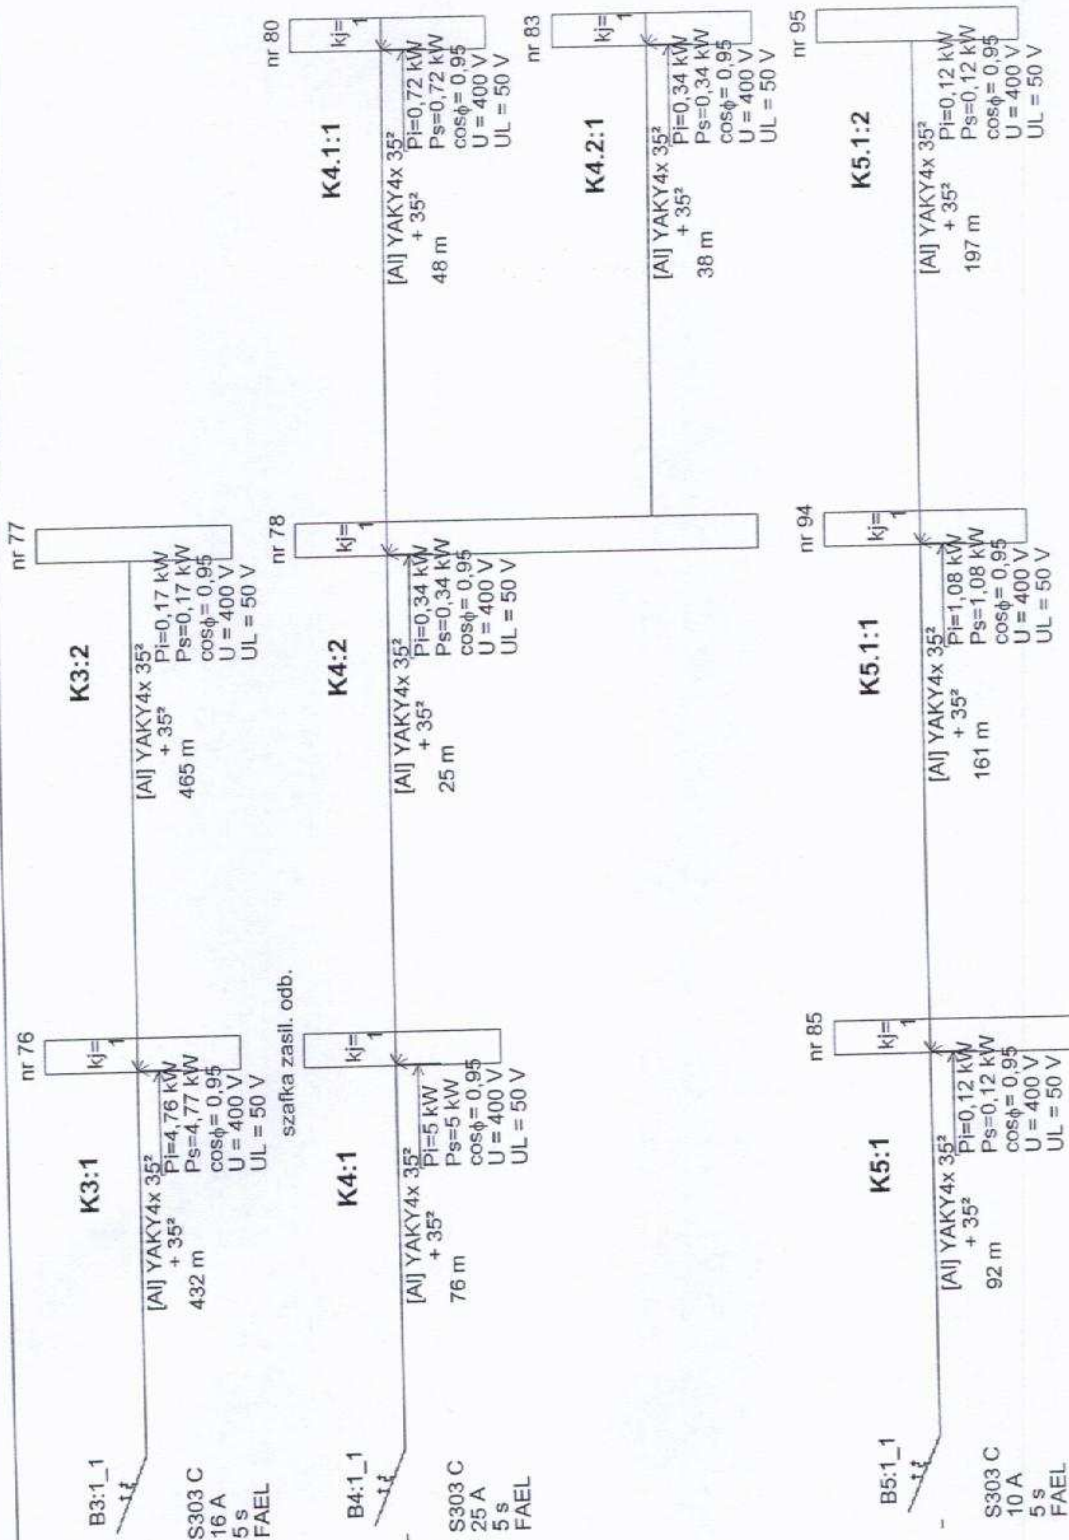 B3:1_1
S303 C
16 A
5 s
FAEL
K3:1
[Al] YAKY4x 35²
+ 35²
432 m
nr 76
kj=
1
Pi=4,76 kW
Ps=4,77 kW
cosϕ= 0,95
U = 400 V
UL = 50 V
K3:2
[Al] YAKY4x 35²
+ 35²
465 m
nr 77
Pi=0,17 kW
Ps=0,17 kW
cosϕ= 0,95
U = 400 V
UL = 50 V
B4:1_1
S303 C
25 A
5 s
FAEL
K4:1
[Al] YAKY4x 35²
+ 35²
76 m
szafka zasil. odb.
kj=
1
Pi=5 kW
Ps=5 kW
cosϕ= 0,95
U = 400 V
UL = 50 V
K4:2
[Al] YAKY4x 35²
+ 35²
25 m
nr 78
kj=
1
Pi=0,34 kW
Ps=0,34 kW
cosϕ= 0,95
U = 400 V
UL = 50 V
K4.1:1
[Al] YAKY4x 35²
+ 35²
48 m
nr 80
kj=
1
Pi=0,72 kW
Ps=0,72 kW
cosϕ= 0,95
U = 400 V
UL = 50 V
K4.2:1
[Al] YAKY4x 35²
+ 35²
38 m
nr 83
kj=
1
Pi=0,34 kW
Ps=0,34 kW
cosϕ= 0,95
U = 400 V
UL = 50 V
B5:1_1
S303 C
10 A
5 s
FAEL
K5:1
[Al] YAKY4x 35²
+ 35²
92 m
nr 85
kj=
1
Pi=0,12 kW
Ps=0,12 kW
cosϕ= 0,95
U = 400 V
UL = 50 V
K5.1:1
[Al] YAKY4x 35²
+ 35²
161 m
nr 94
kj=
1
Pi=1,08 kW
Ps=1,08 kW
cosϕ= 0,95
U = 400 V
UL = 50 V
K5.1:2
[Al] YAKY4x 35²
+ 35²
197 m
nr 95
Pi=0,12 kW
Ps=0,12 kW
cosϕ= 0,95
U = 400 V
UL = 50 V